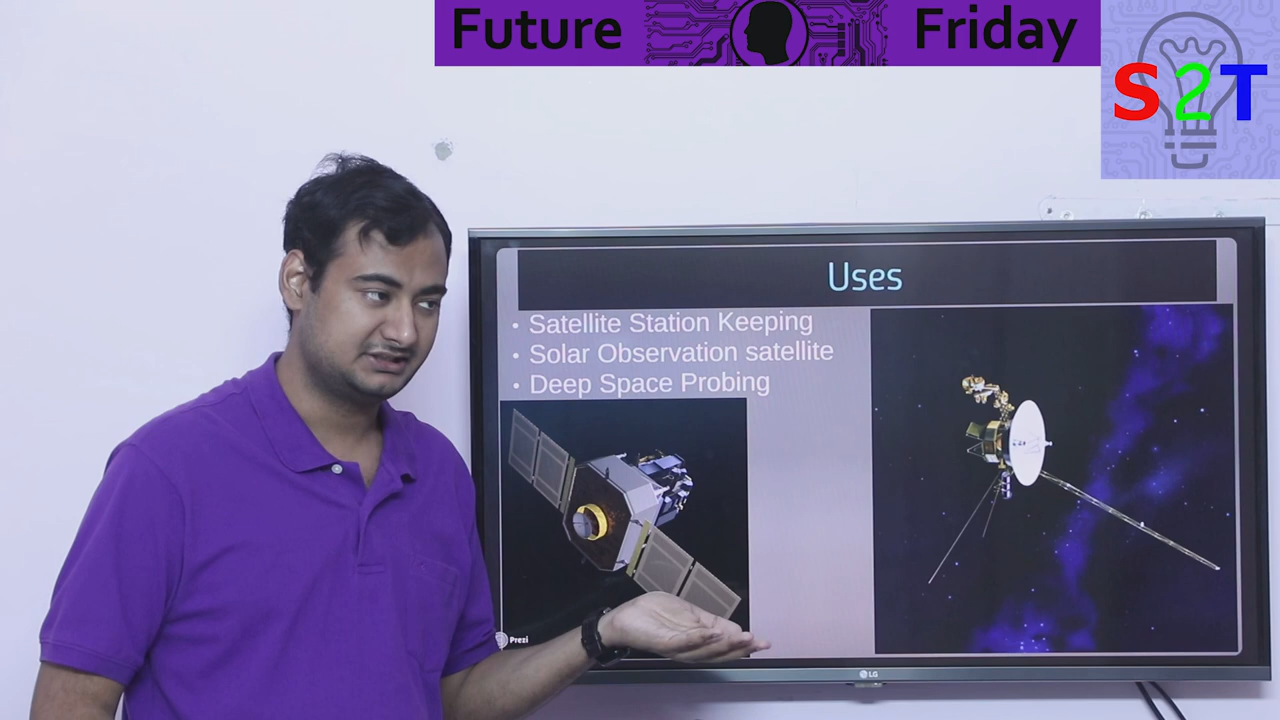 Future Friday
S2T
Uses
• Satellite Station Keeping
• Solar Observation satellite
• Deep Space Probing
Prezi
LG